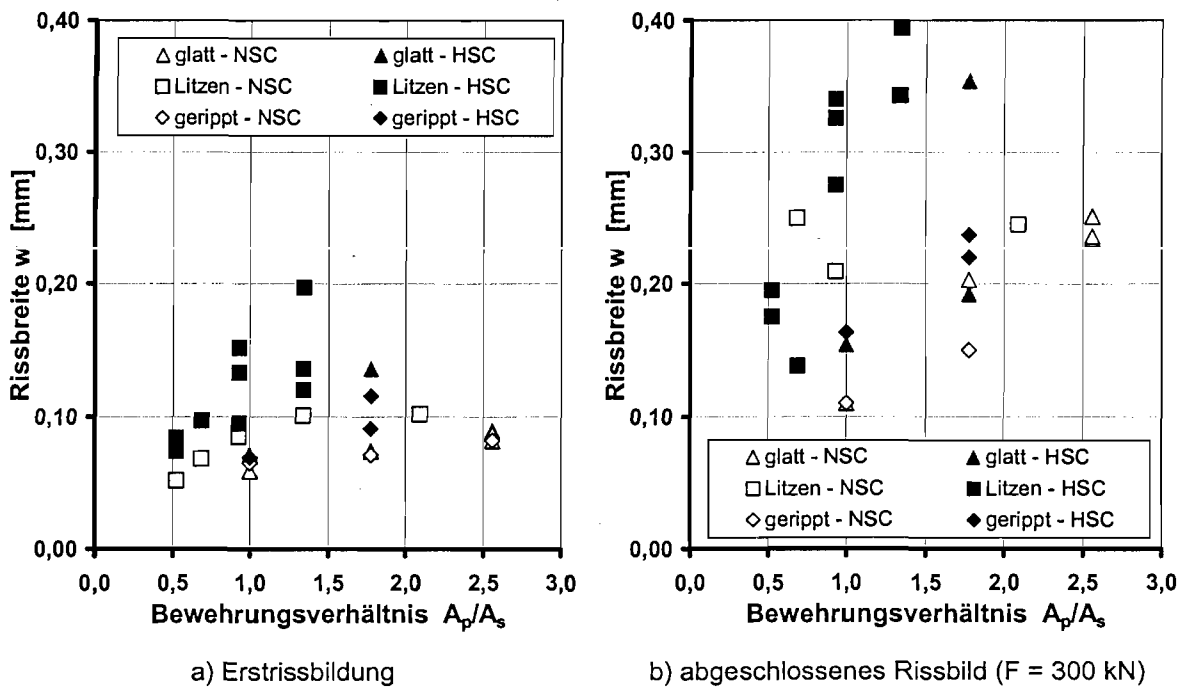 0,40
0,30
0,20
0,10
0,00
Rissbreite w [mm]
glatt - NSC
glatt - HSC
Litzen - NSC
Litzen - HSC
gerippt - NSC
gerippt - HSC
0,0 0,5 1,0 1,5 2,0 2,5 3,0
Bewehrungsverhältnis Ap/As
a) Erstrissbildung
0,40
0,30
0,20
0,10
0,00
Rissbreite w [mm]
glatt - NSC
glatt - HSC
Litzen - NSC
Litzen - HSC
gerippt - NSC
gerippt - HSC
0,0 0,5 1,0 1,5 2,0 2,5 3,0
Bewehrungsverhältnis Ap/As
b) abgeschlossenes Rissbild (F = 300 kN)